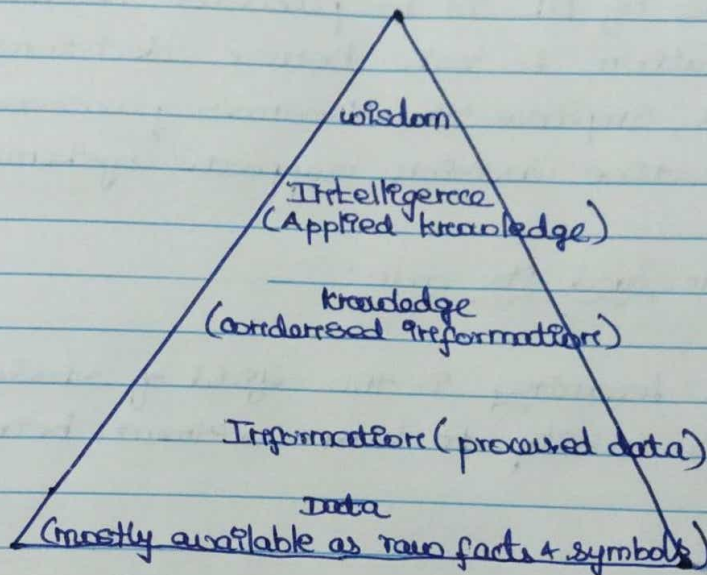 wisdom
Intelligence
(Applied knowledge)
knowledge
(condensed information)
Information (processed data)
Data
(mostly available as raw facts & symbols)